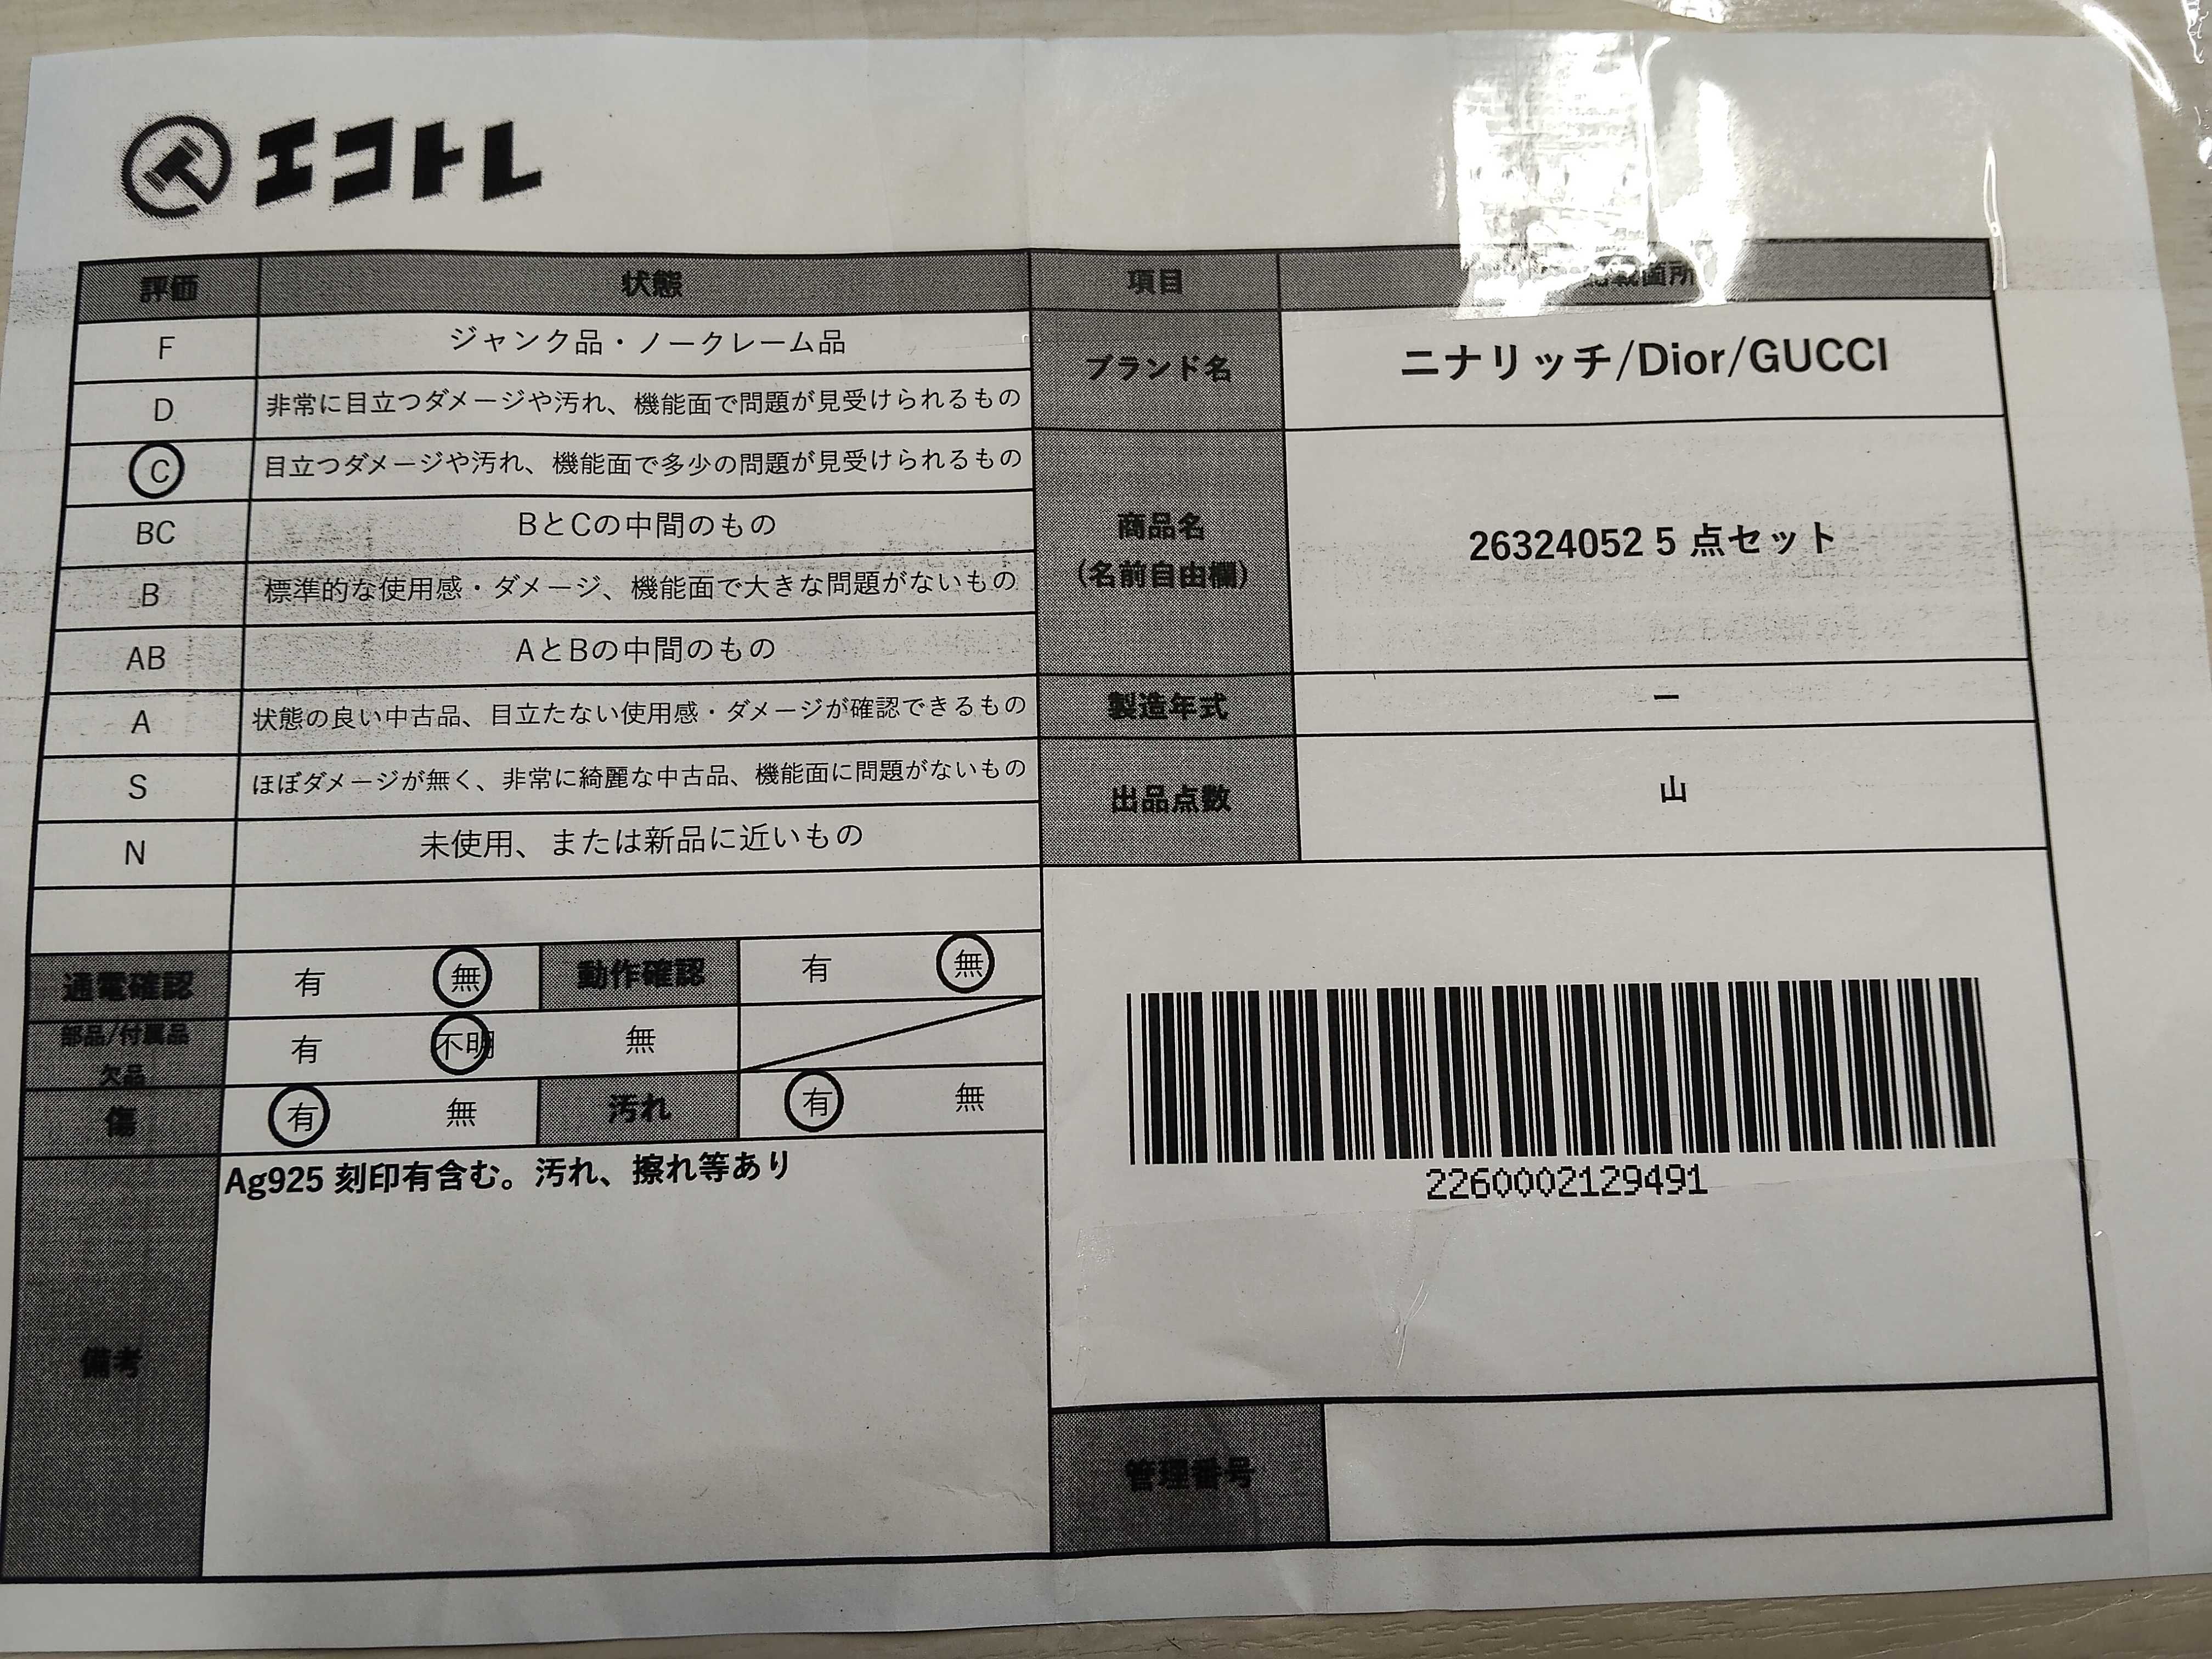 エコトレ
評価 状態
F ジャンク品・ノークレーム品
D 非常に目立つダメージや汚れ、機能面で問題が見受けられるもの
C 目立つダメージや汚れ、機能面で多少の問題が見受けられるもの
BC BとCの中間のもの
B 標準的な使用感・ダメージ、機能面で大きな問題がないもの
AB AとBの中間のもの
A 状態の良い中古品、目立たない使用感・ダメージが確認できるもの
S ほぼダメージが無く、非常に綺麗な中古品、機能面に問題がないもの
N 未使用、または新品に近いもの
通電確認 有 無 動作確認 有 無
部品/付属品 有 不明 無
欠品
傷 有 無 汚れ 有 無
備考 Ag925 刻印有含む。汚れ、擦れ等あり
項目 記載箇所
ブランド名 ニナリッチ/Dior/GUCCI
商品名
(名前自由欄) 26324052 5 点セット
製造年式 ー
出品点数 山
2260002129491
管理番号